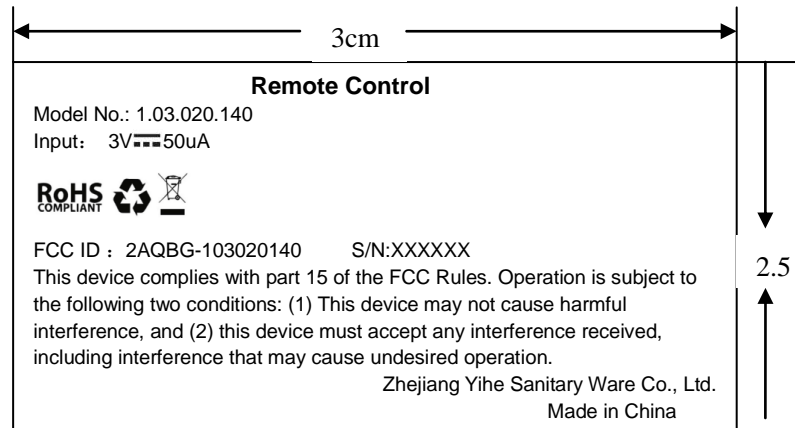 3cm
Remote Control
Model No.: 1.03.020.140
Input： 3V⎓50uA
RoHS
COMPLIANT
FCC ID ：2AQBG-103020140 S/N:XXXXXX
This device complies with part 15 of the FCC Rules. Operation is subject to
the following two conditions: (1) This device may not cause harmful
interference, and (2) this device must accept any interference received,
including interference that may cause undesired operation.
2.5
Zhejiang Yihe Sanitary Ware Co., Ltd.
Made in China